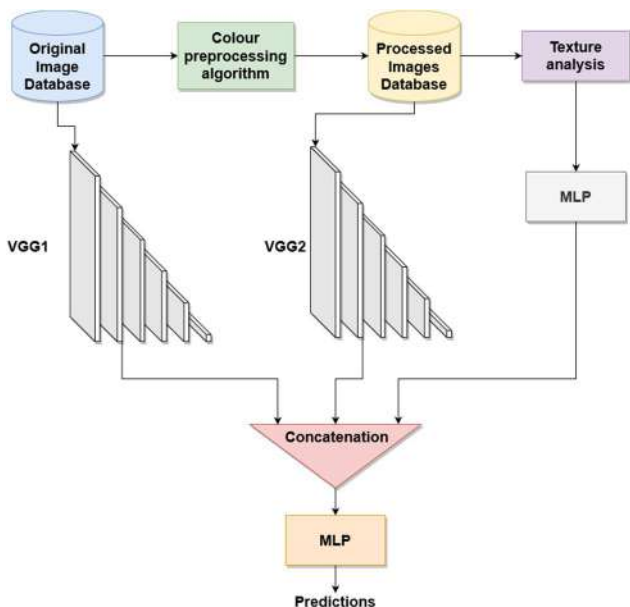 Original
Image
Database
Colour
preprocessing
algorithm
Processed
Images
Database
Texture
analysis
VGG1
VGG2
MLP
Concatenation
MLP
Predictions